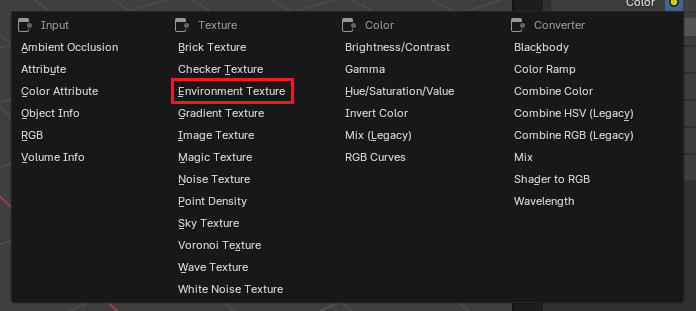 Color
Input
Ambient Occlusion
Attribute
Color Attribute
Object Info
RGB
Volume Info
Texture
Brick Texture
Checker Texture
Environment Texture
Gradient Texture
Image Texture
Magic Texture
Noise Texture
Point Density
Sky Texture
Voronoi Texture
Wave Texture
White Noise Texture
Color
Brightness/Contrast
Gamma
Hue/Saturation/Value
Invert Color
Mix (Legacy)
RGB Curves
Converter
Blackbody
Color Ramp
Combine Color
Combine HSV (Legacy)
Combine RGB (Legacy)
Mix
Shader to RGB
Wavelength